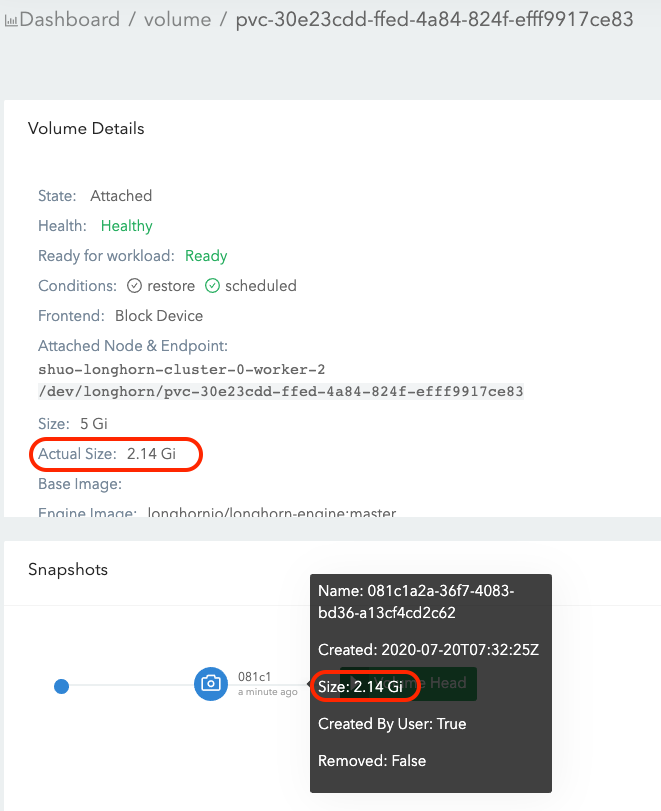 Dashboard / volume / pvc-30e23cdd-ffed-4a84-824f-efff9917ce83
Volume Details
State: Attached
Health: Healthy
Ready for workload: Ready
Conditions: restore scheduled
Frontend: Block Device
Attached Node & Endpoint:
shuo-longhorn-cluster-0-worker-2
/dev/longhorn/pvc-30e23cdd-ffed-4a84-824f-efff9917ce83
Size: 5 Gi
Actual Size: 2.14 Gi
Base Image:
Engine Image: longhornio/longhorn-engine:master
Snapshots
081c1
a minute ago
Name: 081c1a2a-36f7-4083-
bd36-a13cf4cd2c62
Created: 2020-07-20T07:32:25Z
Size: 2.14 Gi
Volume Head
Created By User: True
Removed: False